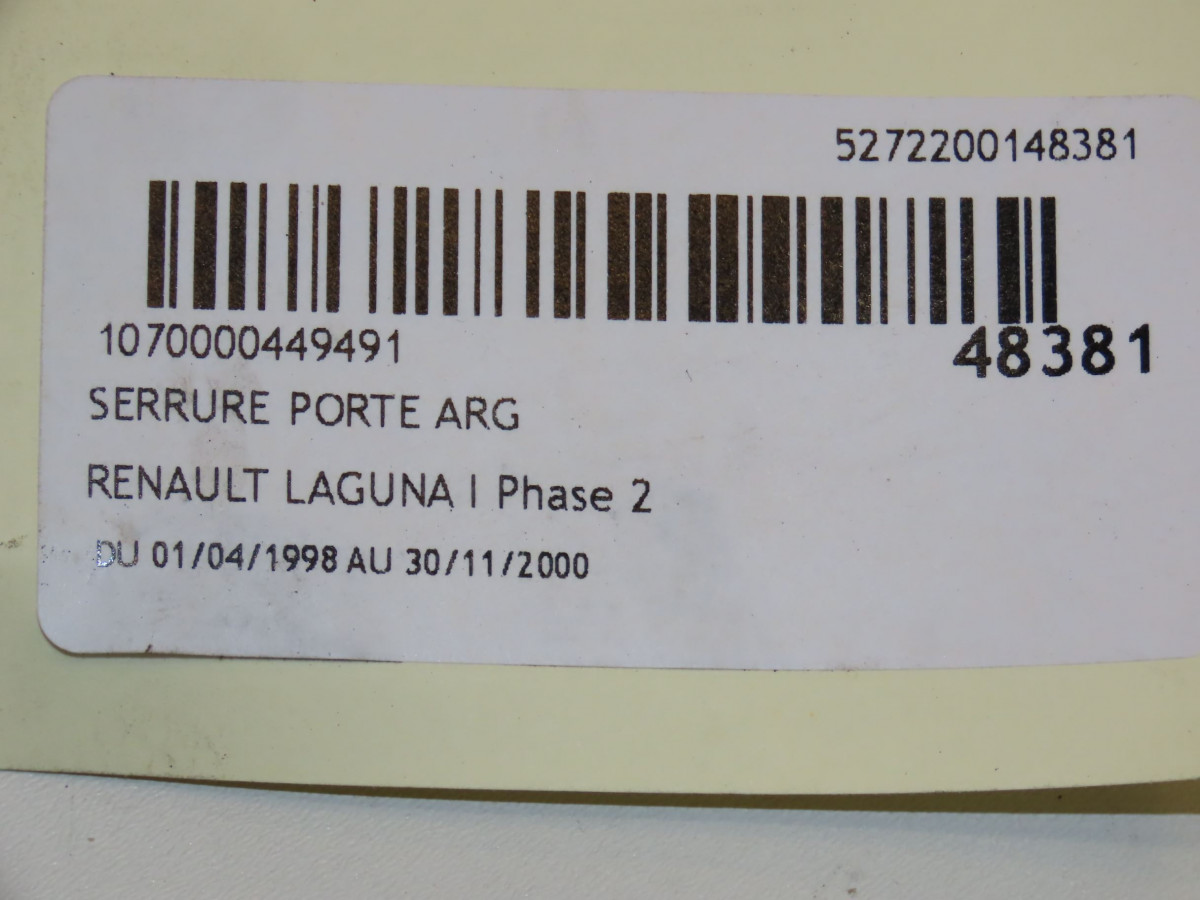 5272200148381
1070000449491
48381
SERRURE PORTE ARG
RENAULT LAGUNA I Phase 2
DU 01/04/1998 AU 30/11/2000